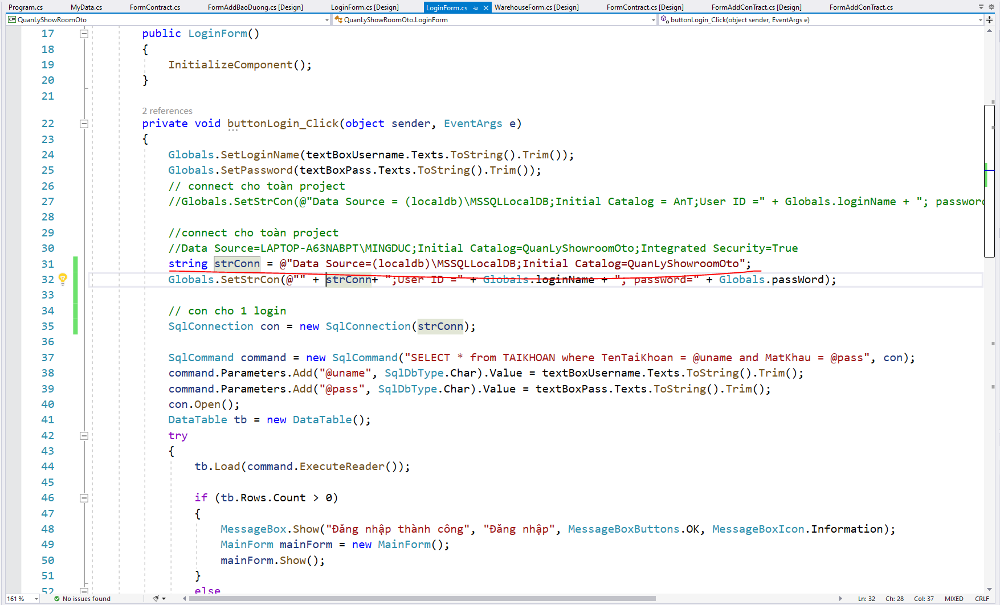 Program.cs MyData.cs FormContract.cs FormAddBaoDuong.cs [Design] LoginForm.cs [Design] LoginForm.cs WarehouseForm.cs [Design] FormContract.cs [Design] FormAddConTract.cs [Design] FormAddConTract.cs
C# QuanLyShowRoomOto QuanLyShowRoomOto.LoginForm buttonLogin_Click(object sender, EventArgs e)
17 public LoginForm()
18 {
19 InitializeComponent();
20 }
21
2 references
22 private void buttonLogin_Click(object sender, EventArgs e)
23 {
24 Globals.SetLoginName(textBoxUsername.Texts.ToString().Trim());
25 Globals.SetPassword(textBoxPass.Texts.ToString().Trim());
26 // connect cho toàn project
27 //Globals.SetStrCon(@"Data Source = (localdb)\MSSQLLocalDB;Initial Catalog = AnT;User ID =" + Globals.loginName + "; password
28
29 //connect cho toàn project
30 //Data Source=LAPTOP-A63NABPT\MINGDUC;Initial Catalog=QuanLyShowroomOto;Integrated Security=True
31 string strConn = @"Data Source=(localdb)\MSSQLLocalDB;Initial Catalog=QuanLyShowroomOto";
32 Globals.SetStrCon(@"" + strConn+ ";User ID =" + Globals.loginName + "; password=" + Globals.passWord);
33
34 // con cho 1 login
35 SqlConnection con = new SqlConnection(strConn);
36
37 SqlCommand command = new SqlCommand("SELECT * from TAIKHOAN where TenTaiKhoan = @uname and MatKhau = @pass", con);
38 command.Parameters.Add("@uname", SqlDbType.Char).Value = textBoxUsername.Texts.ToString().Trim();
39 command.Parameters.Add("@pass", SqlDbType.Char).Value = textBoxPass.Texts.ToString().Trim();
40 con.Open();
41 DataTable tb = new DataTable();
42 try
43 {
44 tb.Load(command.ExecuteReader());
45
46 if (tb.Rows.Count > 0)
47 {
48 MessageBox.Show("Đăng nhập thành công", "Đăng nhập", MessageBoxButtons.OK, MessageBoxIcon.Information);
49 MainForm mainForm = new MainForm();
50 mainForm.Show();
51 }
52 else
161 % No issues found Ln: 32 Ch: 28 Col: 37 MIXED CRLF